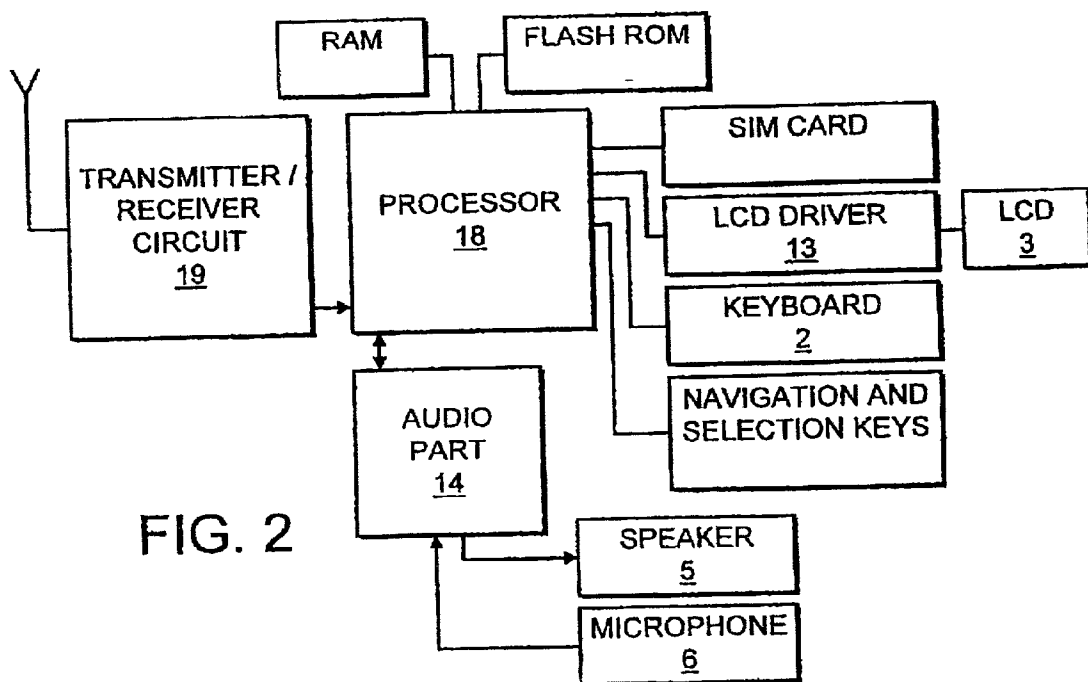 RAM
FLASH ROM
TRANSMITTER /
RECEIVER
CIRCUIT
19
PROCESSOR
18
SIM CARD
LCD DRIVER
13
LCD
3
KEYBOARD
2
NAVIGATION AND
SELECTION KEYS
AUDIO
PART
14
FIG. 2
SPEAKER
5
MICROPHONE
6